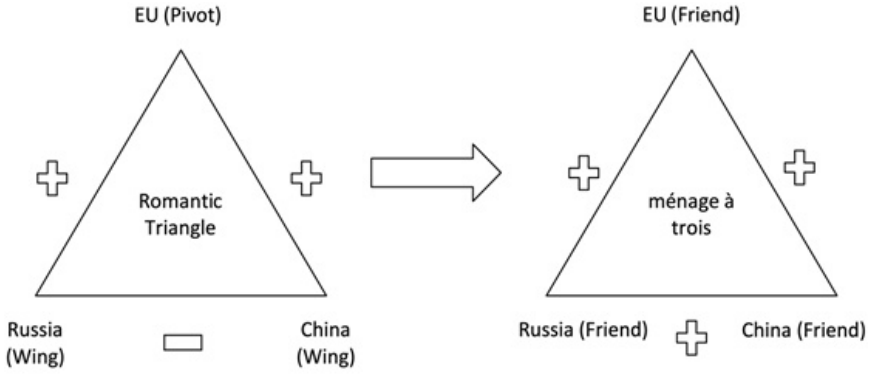 EU (Pivot)
Romantic
Triangle
Russia
(Wing)
China
(Wing)
EU (Friend)
ménage à
trois
Russia (Friend)
China (Friend)